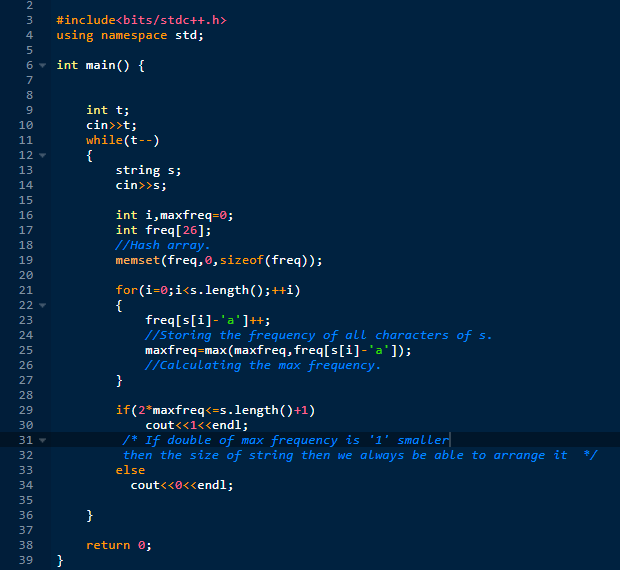 2
3 #include<bits/stdc++.h>
4 using namespace std;
5
6 int main() {
7
8
9 int t;
10 cin>>t;
11 while(t--)
12 {
13 string s;
14 cin>>s;
15
16 int i,maxfreq=0;
17 int freq[26];
18 //Hash array.
19 memset(freq,0,sizeof(freq));
20
21 for(i=0;i<s.length();++i)
22 {
23 freq[s[i]-'a']++;
24 //Storing the frequency of all characters of s.
25 maxfreq=max(maxfreq,freq[s[i]-'a']);
26 //Calculating the max frequency.
27 }
28
29 if(2*maxfreq<=s.length()+1)
30 cout<<1<<endl;
31 /* If double of max frequency is '1' smaller
32 then the size of string then we always be able to arrange it */
33 else
34 cout<<0<<endl;
35
36 }
37
38 return 0;
39 }